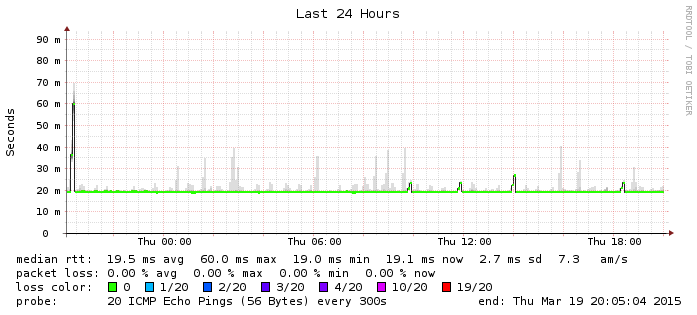 Last 24 Hours
RRDTOOL / TOBI OETIKER
Seconds
90 m
80 m
70 m
60 m
50 m
40 m
30 m
20 m
10 m
0
Thu 00:00 Thu 06:00 Thu 12:00 Thu 18:00
median rtt: 19.5 ms avg 60.0 ms max 19.0 ms min 19.1 ms now 2.7 ms sd 7.3 am/s
packet loss: 0.00 % avg 0.00 % max 0.00 % min 0.00 % now
loss color: 0 1/20 2/20 3/20 4/20 10/20 19/20
probe: 20 ICMP Echo Pings (56 Bytes) every 300s end: Thu Mar 19 20:05:04 2015